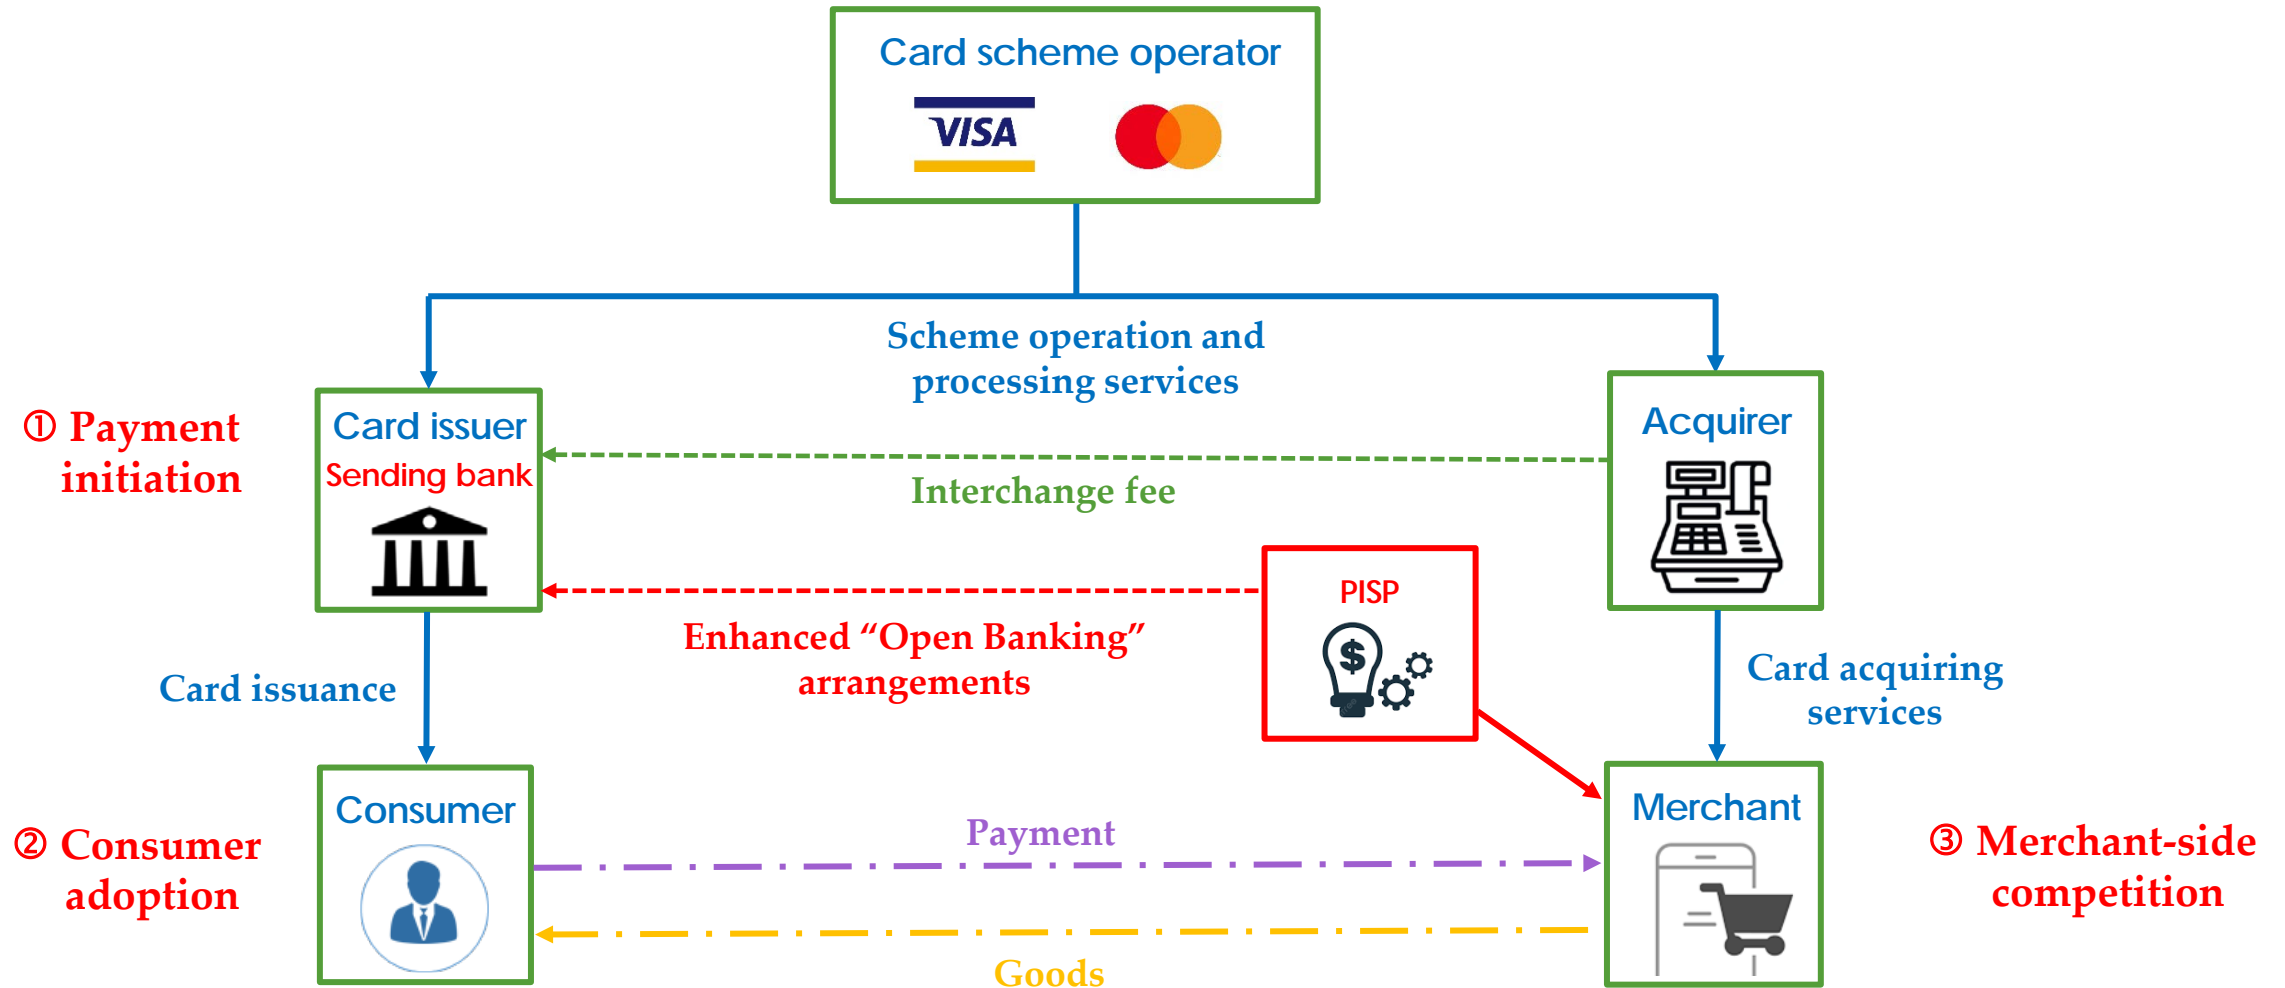 Card scheme operator
VISA
Scheme operation and
processing services
① Payment
initiation
Card issuer
Sending bank
Acquirer
Interchange fee
PISP
$
Enhanced “Open Banking”
arrangements
Card issuance
Card acquiring
services
Consumer
Merchant
Payment
② Consumer
adoption
③ Merchant-side
competition
Goods